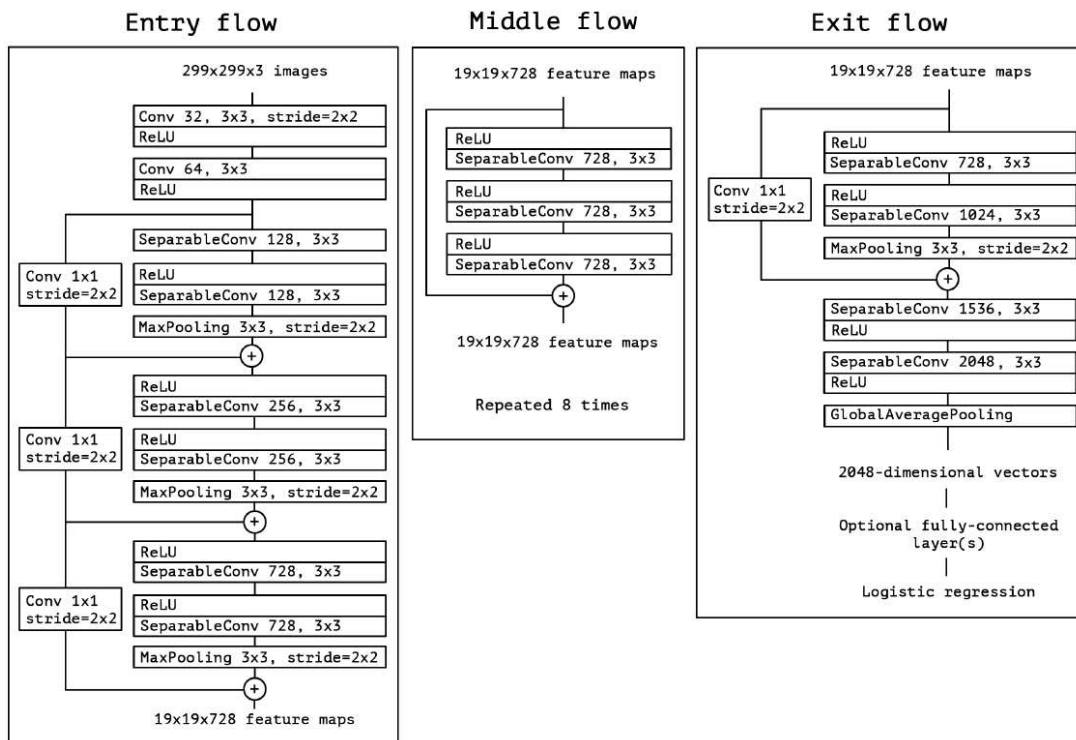 Entry flow
299x299x3 images
Conv 32, 3x3, stride=2x2
ReLU
Conv 64, 3x3
ReLU
SeparableConv 128, 3x3
Conv 1x1
stride=2x2
ReLU
SeparableConv 128, 3x3
MaxPooling 3x3, stride=2x2
+
ReLU
SeparableConv 256, 3x3
Conv 1x1
stride=2x2
ReLU
SeparableConv 256, 3x3
MaxPooling 3x3, stride=2x2
+
ReLU
SeparableConv 728, 3x3
Conv 1x1
stride=2x2
ReLU
SeparableConv 728, 3x3
MaxPooling 3x3, stride=2x2
+
19x19x728 feature maps
Middle flow
19x19x728 feature maps
ReLU
SeparableConv 728, 3x3
ReLU
SeparableConv 728, 3x3
ReLU
SeparableConv 728, 3x3
+
19x19x728 feature maps
Repeated 8 times
Exit flow
19x19x728 feature maps
ReLU
SeparableConv 728, 3x3
Conv 1x1
stride=2x2
ReLU
SeparableConv 1024, 3x3
MaxPooling 3x3, stride=2x2
+
SeparableConv 1536, 3x3
ReLU
SeparableConv 2048, 3x3
ReLU
GlobalAveragePooling
2048-dimensional vectors
Optional fully-connected
layer(s)
Logistic regression